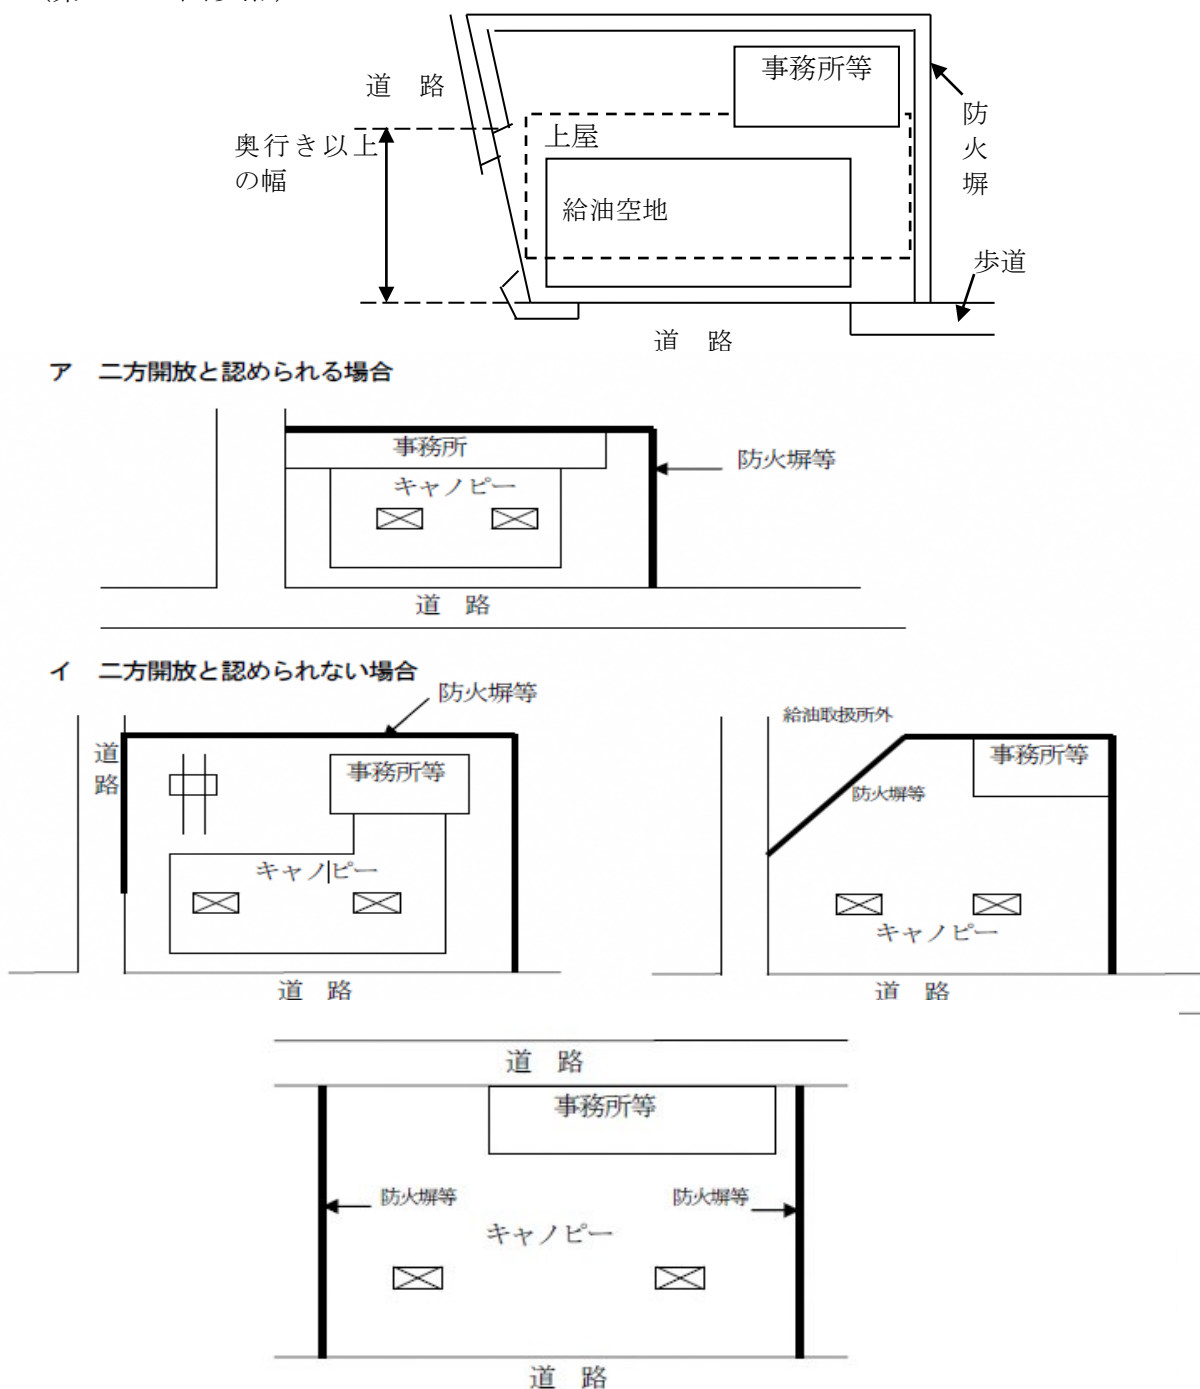 道 路
事務所等
奥行き以上
の幅
上屋
防火塀
給油空地
歩道
道 路
ア 二方開放と認められる場合
事務所
キャノピー
防火塀等
道 路
イ 二方開放と認められない場合
防火塀等
道路
事務所等
キャノピー
道 路
給油取扱所外
事務所等
防火塀等
キャノピー
道 路
道 路
事務所等
防火塀等
防火塀等
キャノピー
道 路